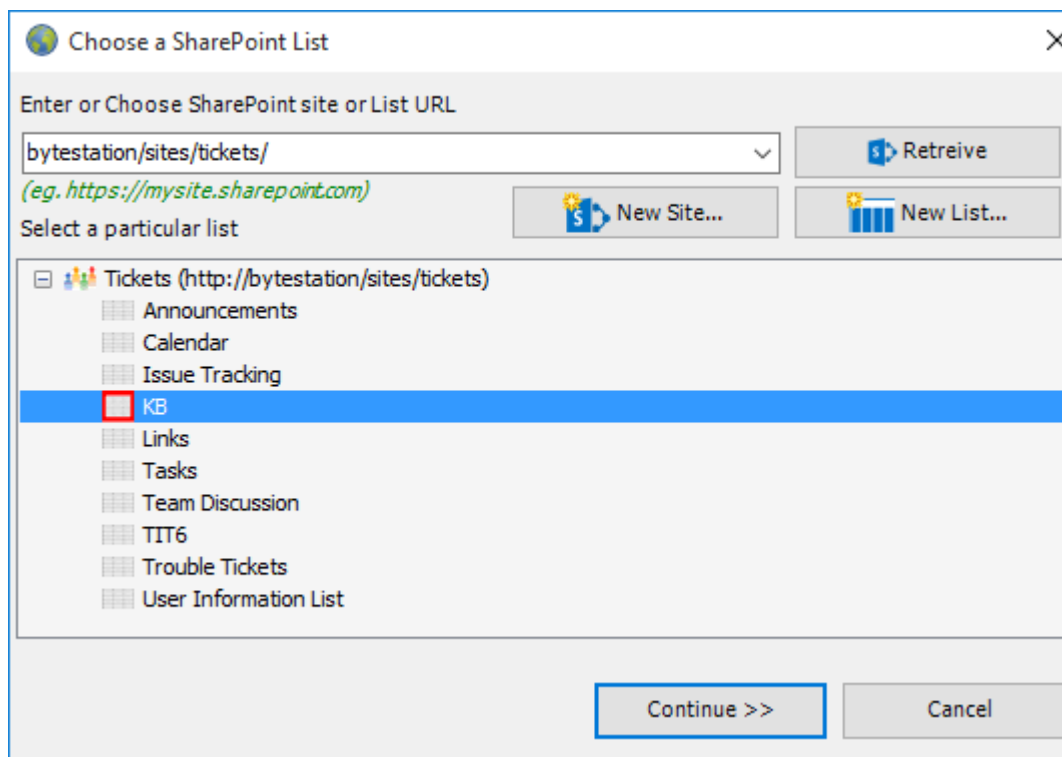 Choose a SharePoint List
Enter or Choose SharePoint site or List URL
bytestation/sites/tickets/
Retreive
(eg. https://mysite.sharepoint.com)
New Site...
New List...
Select a particular list
Tickets (http://bytestation/sites/tickets)
Announcements
Calendar
Issue Tracking
KB
Links
Tasks
Team Discussion
TIT6
Trouble Tickets
User Information List
Continue >>
Cancel